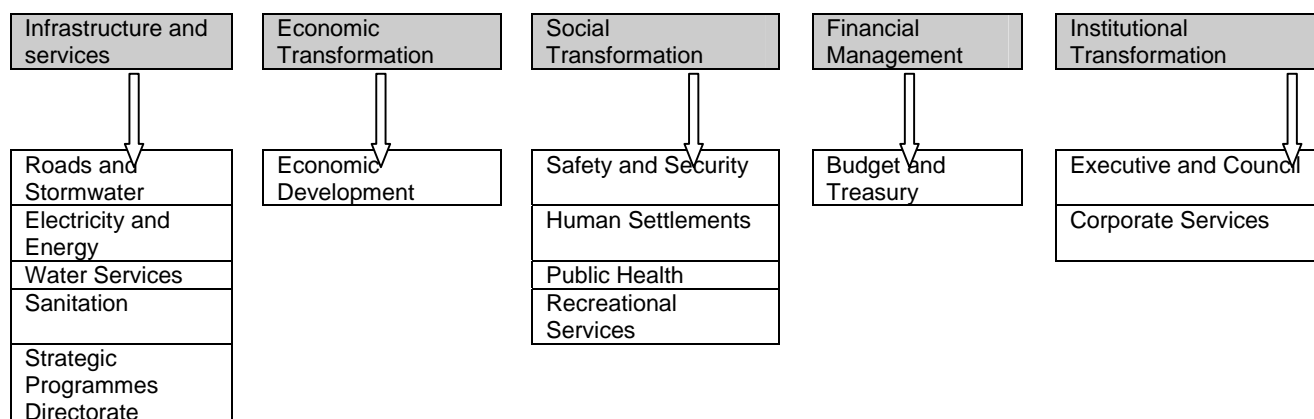 Infrastructure and
services
Economic
Transformation
Social
Transformation
Financial
Management
Institutional
Transformation
Roads and
Stormwater
Electricity and
Energy
Water Services
Sanitation
Strategic
Programmes
Directorate
Economic
Development
Safety and Security
Human Settlements
Public Health
Recreational
Services
Budget and
Treasury
Executive and Council
Corporate Services